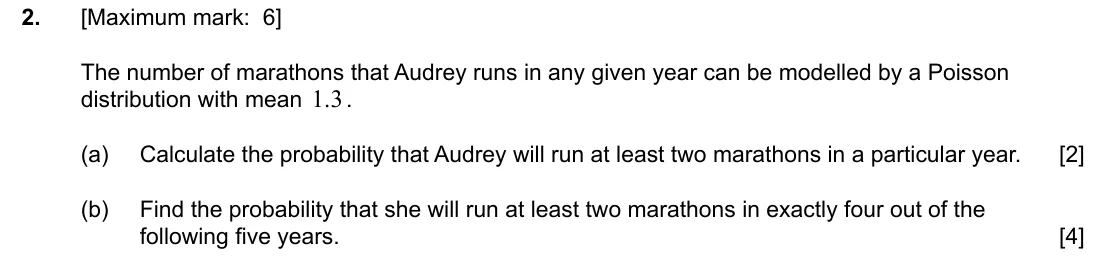 2. [Maximum mark: 6]
The number of marathons that Audrey runs in any given year can be modelled by a Poisson
distribution with mean 1.3.
(a) Calculate the probability that Audrey will run at least two marathons in a particular year. [2]
(b) Find the probability that she will run at least two marathons in exactly four out of the
following five years. [4]